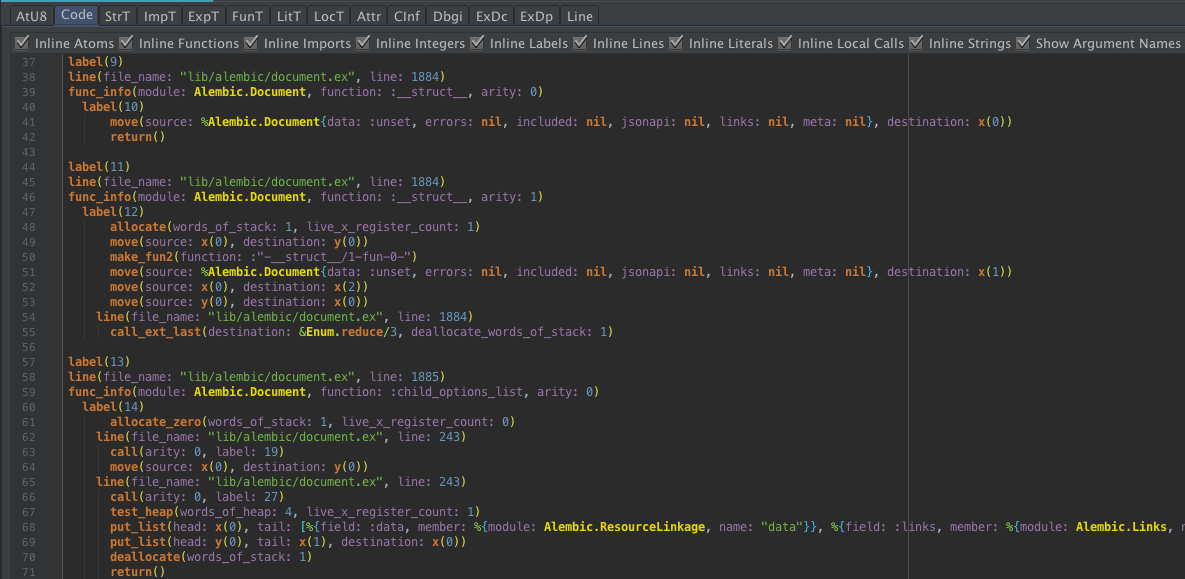 AtU8 Code StrT ImpT ExpT FunT LitT LocT Attr CInf Dbgi ExDc ExDp Line
Inline Atoms Inline Functions Inline Imports Inline Integers Inline Labels Inline Lines Inline Literals Inline Local Calls Inline Strings Show Argument Names
37 label(9)
38 line(file_name: "lib/alembic/document.ex", line: 1884)
39 func_info(module: Alembic.Document, function: :__struct__, arity: 0)
40 label(10)
41 move(source: %Alembic.Document{data: :unset, errors: nil, included: nil, jsonapi: nil, links: nil, meta: nil}, destination: x(0))
42 return()
43
44 label(11)
45 line(file_name: "lib/alembic/document.ex", line: 1884)
46 func_info(module: Alembic.Document, function: :__struct__, arity: 1)
47 label(12)
48 allocate(words_of_stack: 1, live_x_register_count: 1)
49 move(source: x(0), destination: y(0))
50 make_fun2(function: :"-__struct__/1-fun-0-")
51 move(source: %Alembic.Document{data: :unset, errors: nil, included: nil, jsonapi: nil, links: nil, meta: nil}, destination: x(1))
52 move(source: x(0), destination: x(2))
53 move(source: y(0), destination: x(0))
54 line(file_name: "lib/alembic/document.ex", line: 1884)
55 call_ext_last(destination: &Enum.reduce/3, deallocate_words_of_stack: 1)
56
57 label(13)
58 line(file_name: "lib/alembic/document.ex", line: 1885)
59 func_info(module: Alembic.Document, function: :child_options_list, arity: 0)
60 label(14)
61 allocate_zero(words_of_stack: 1, live_x_register_count: 0)
62 line(file_name: "lib/alembic/document.ex", line: 243)
63 call(arity: 0, label: 19)
64 move(source: x(0), destination: y(0))
65 line(file_name: "lib/alembic/document.ex", line: 243)
66 call(arity: 0, label: 27)
67 test_heap(words_of_heap: 4, live_x_register_count: 1)
68 put_list(head: x(0), tail: [%{field: :data, member: %{module: Alembic.ResourceLinkage, name: "data"}}, %{field: :links, member: %{module: Alembic.Links,
69 put_list(head: y(0), tail: x(1), destination: x(0))
70 deallocate(words_of_stack: 1)
71 return()